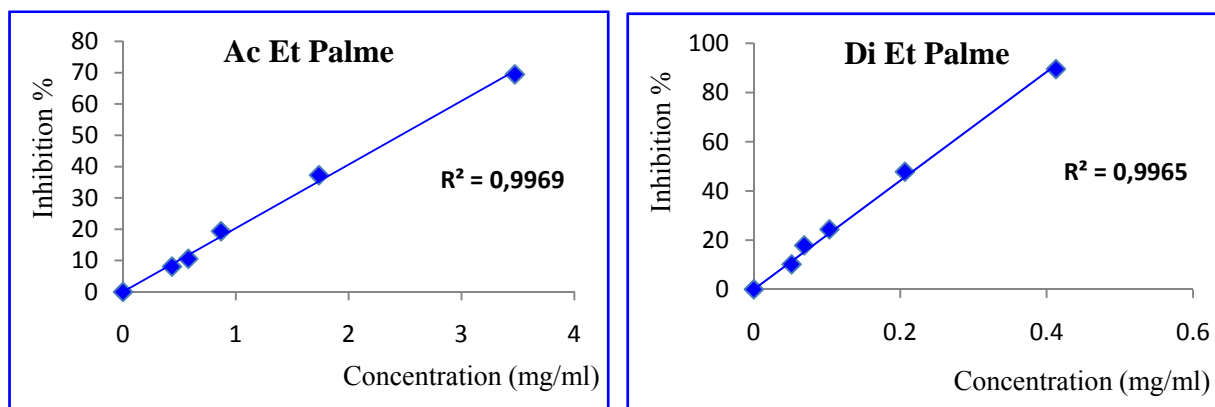 Ac Et Palme
Inhibition %
80
70
60
50
40
30
20
10
0
R² = 0,9969
0 1 2 3 4
Concentration (mg/ml)
Di Et Palme
Inhibition %
100
80
60
40
20
0
R² = 0,9965
0 0.2 0.4 0.6
Concentration (mg/ml)